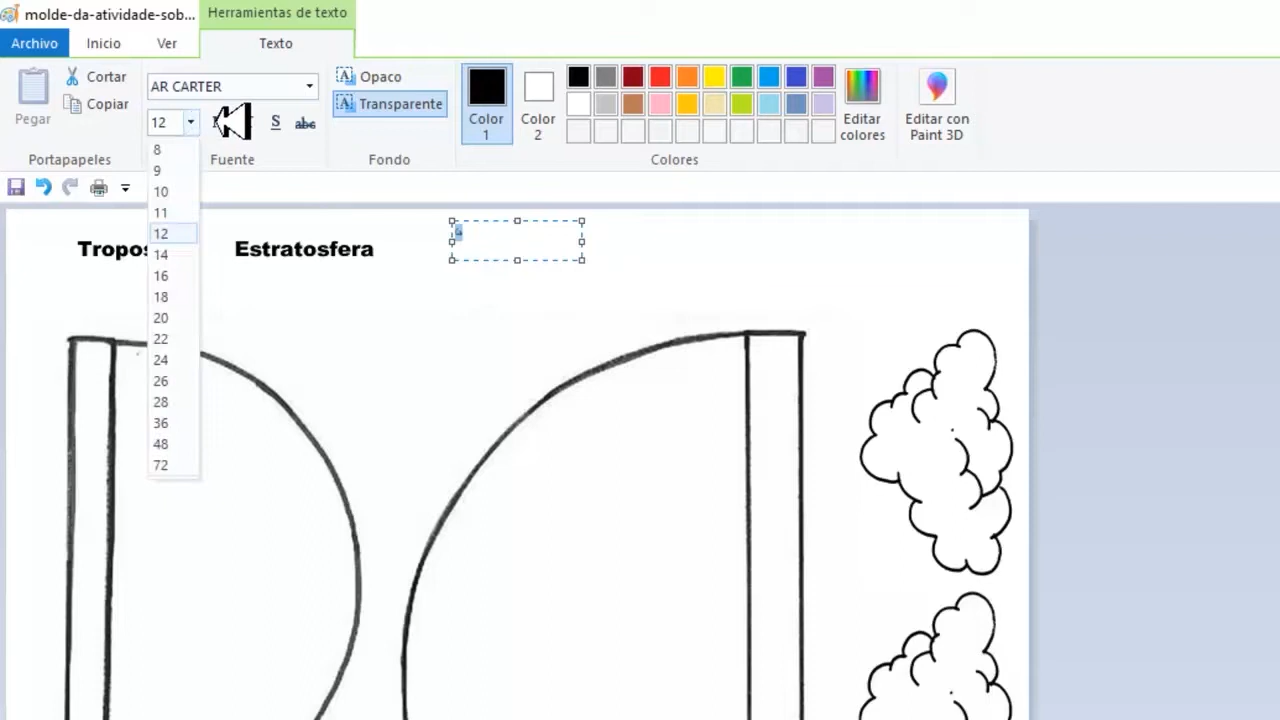 molde-da-atividade-sob...
Herramientas de texto
Archivo
Inicio
Ver
Texto
Pegar
Cortar
Copiar
Portapapeles
AR CARTER
12
S
abc
Fuente
Opaco
Transparente
Fondo
Color 1
Color 2
Editar colores
Editar con Paint 3D
Colores
8
9
10
11
12
14
16
18
20
22
24
26
28
36
48
72
Tropos
Estratosfera